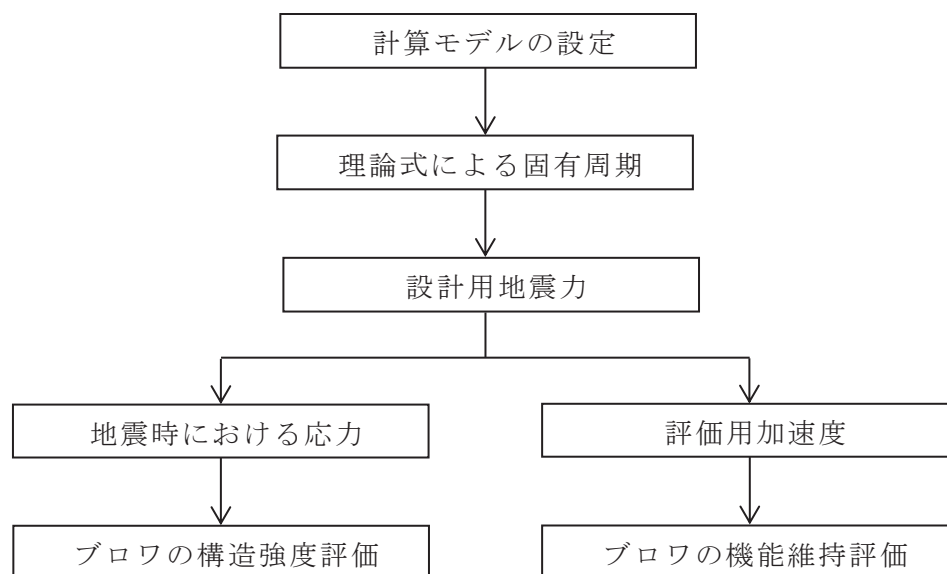 計算モデルの設定
理論式による固有周期
設計用地震力
地震時における応力
評価用加速度
ブロワの構造強度評価
ブロワの機能維持評価